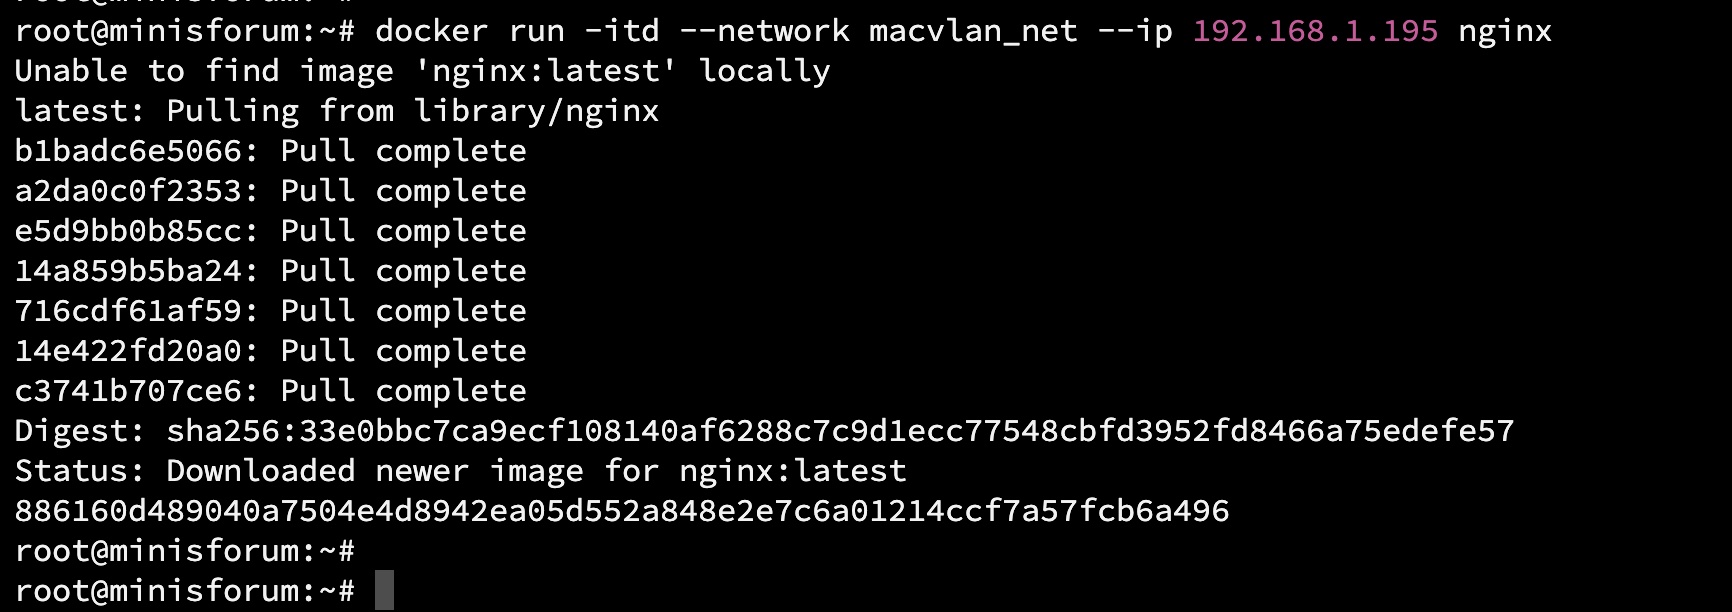 root@minisforum:~#
root@minisforum:~# docker run -itd --network macvlan_net --ip 192.168.1.195 nginx
Unable to find image 'nginx:latest' locally
latest: Pulling from library/nginx
b1badc6e5066: Pull complete
a2da0c0f2353: Pull complete
e5d9bb0b85cc: Pull complete
14a859b5ba24: Pull complete
716cdf61af59: Pull complete
14e422fd20a0: Pull complete
c3741b707ce6: Pull complete
Digest: sha256:33e0bbc7ca9ecf108140af6288c7c9d1ecc77548cbfd3952fd8466a75edefe57
Status: Downloaded newer image for nginx:latest
886160d489040a7504e4d8942ea05d552a848e2e7c6a01214ccf7a57fcb6a496
root@minisforum:~#
root@minisforum:~#